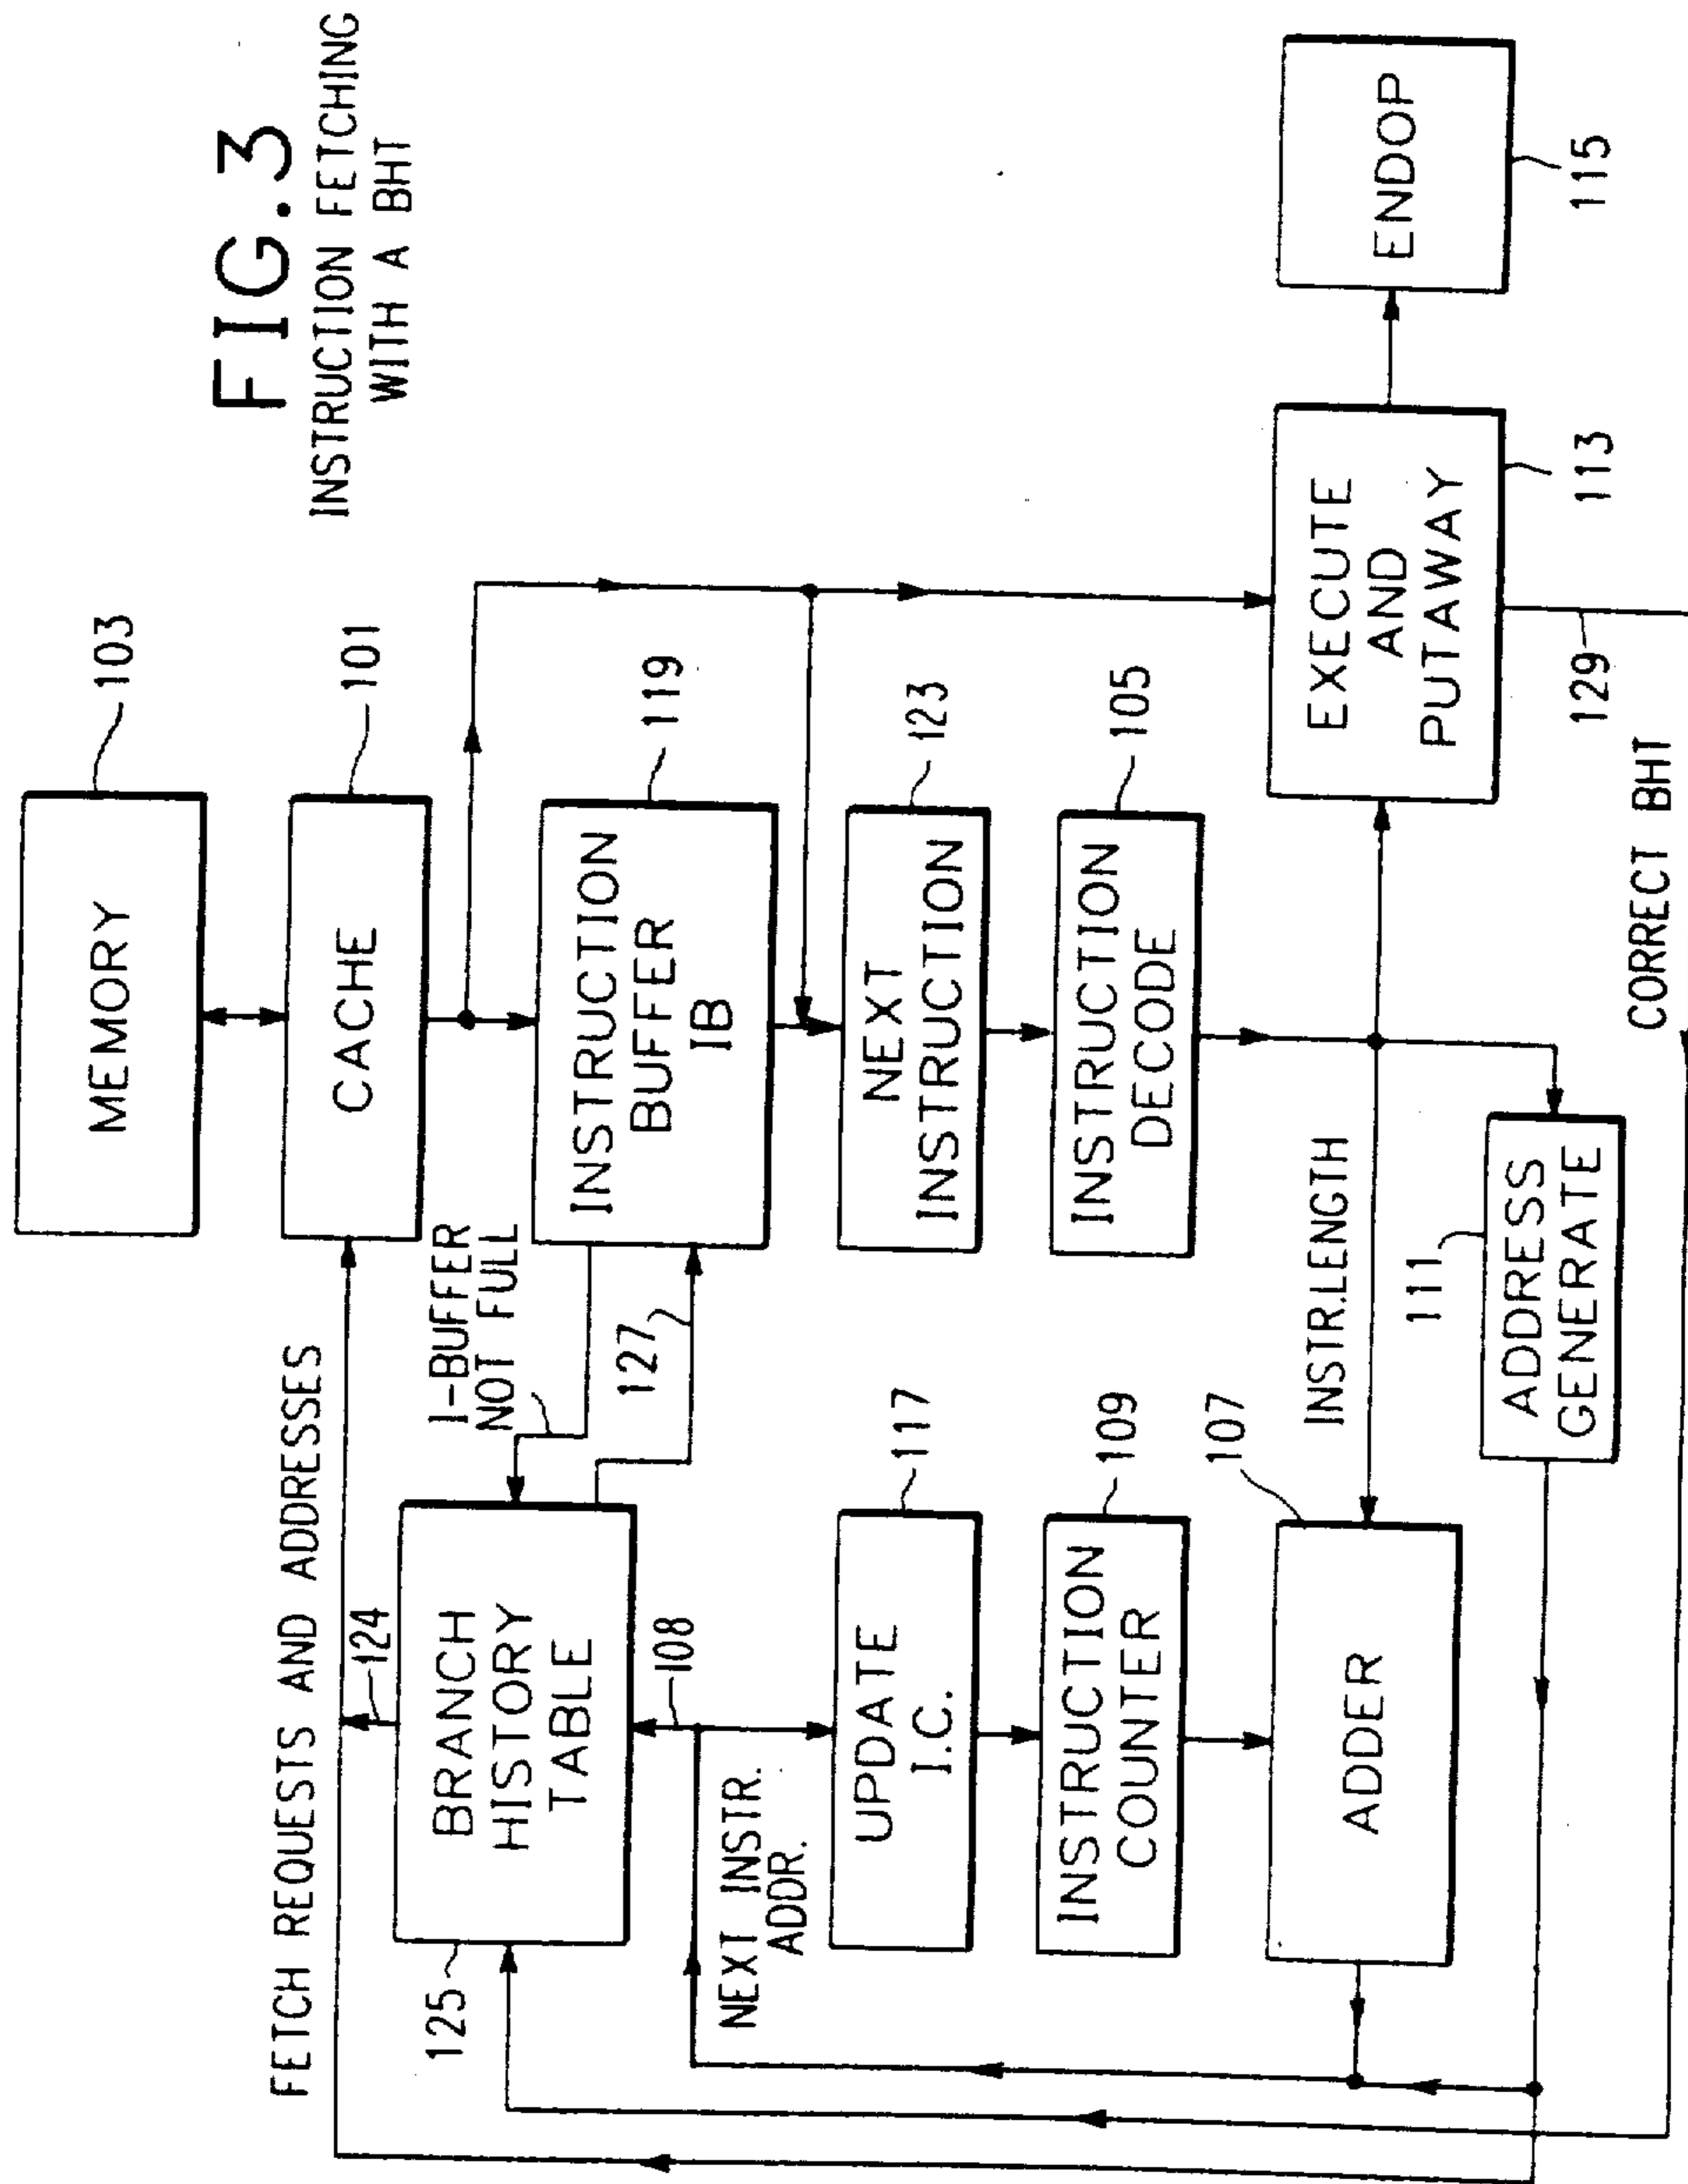 FIG.3
INSTRUCTION FETCHING
WITH A BHT
MEMORY
103
FETCH REQUESTS AND ADDRESSES
CACHE
101
124
125
BRANCH
HISTORY
TABLE
I-BUFFER
NOT FULL
127
INSTRUCTION
BUFFER
IB
119
108
NEXT INSTR.
ADDR.
UPDATE
I.C.
117
NEXT
INSTRUCTION
123
INSTRUCTION
COUNTER
109
INSTRUCTION
DECODE
105
ADDER
107
INSTR.LENGTH
EXECUTE
AND
PUTAWAY
113
ENDOP
115
ADDRESS
GENERATE
111
129
CORRECT BHT